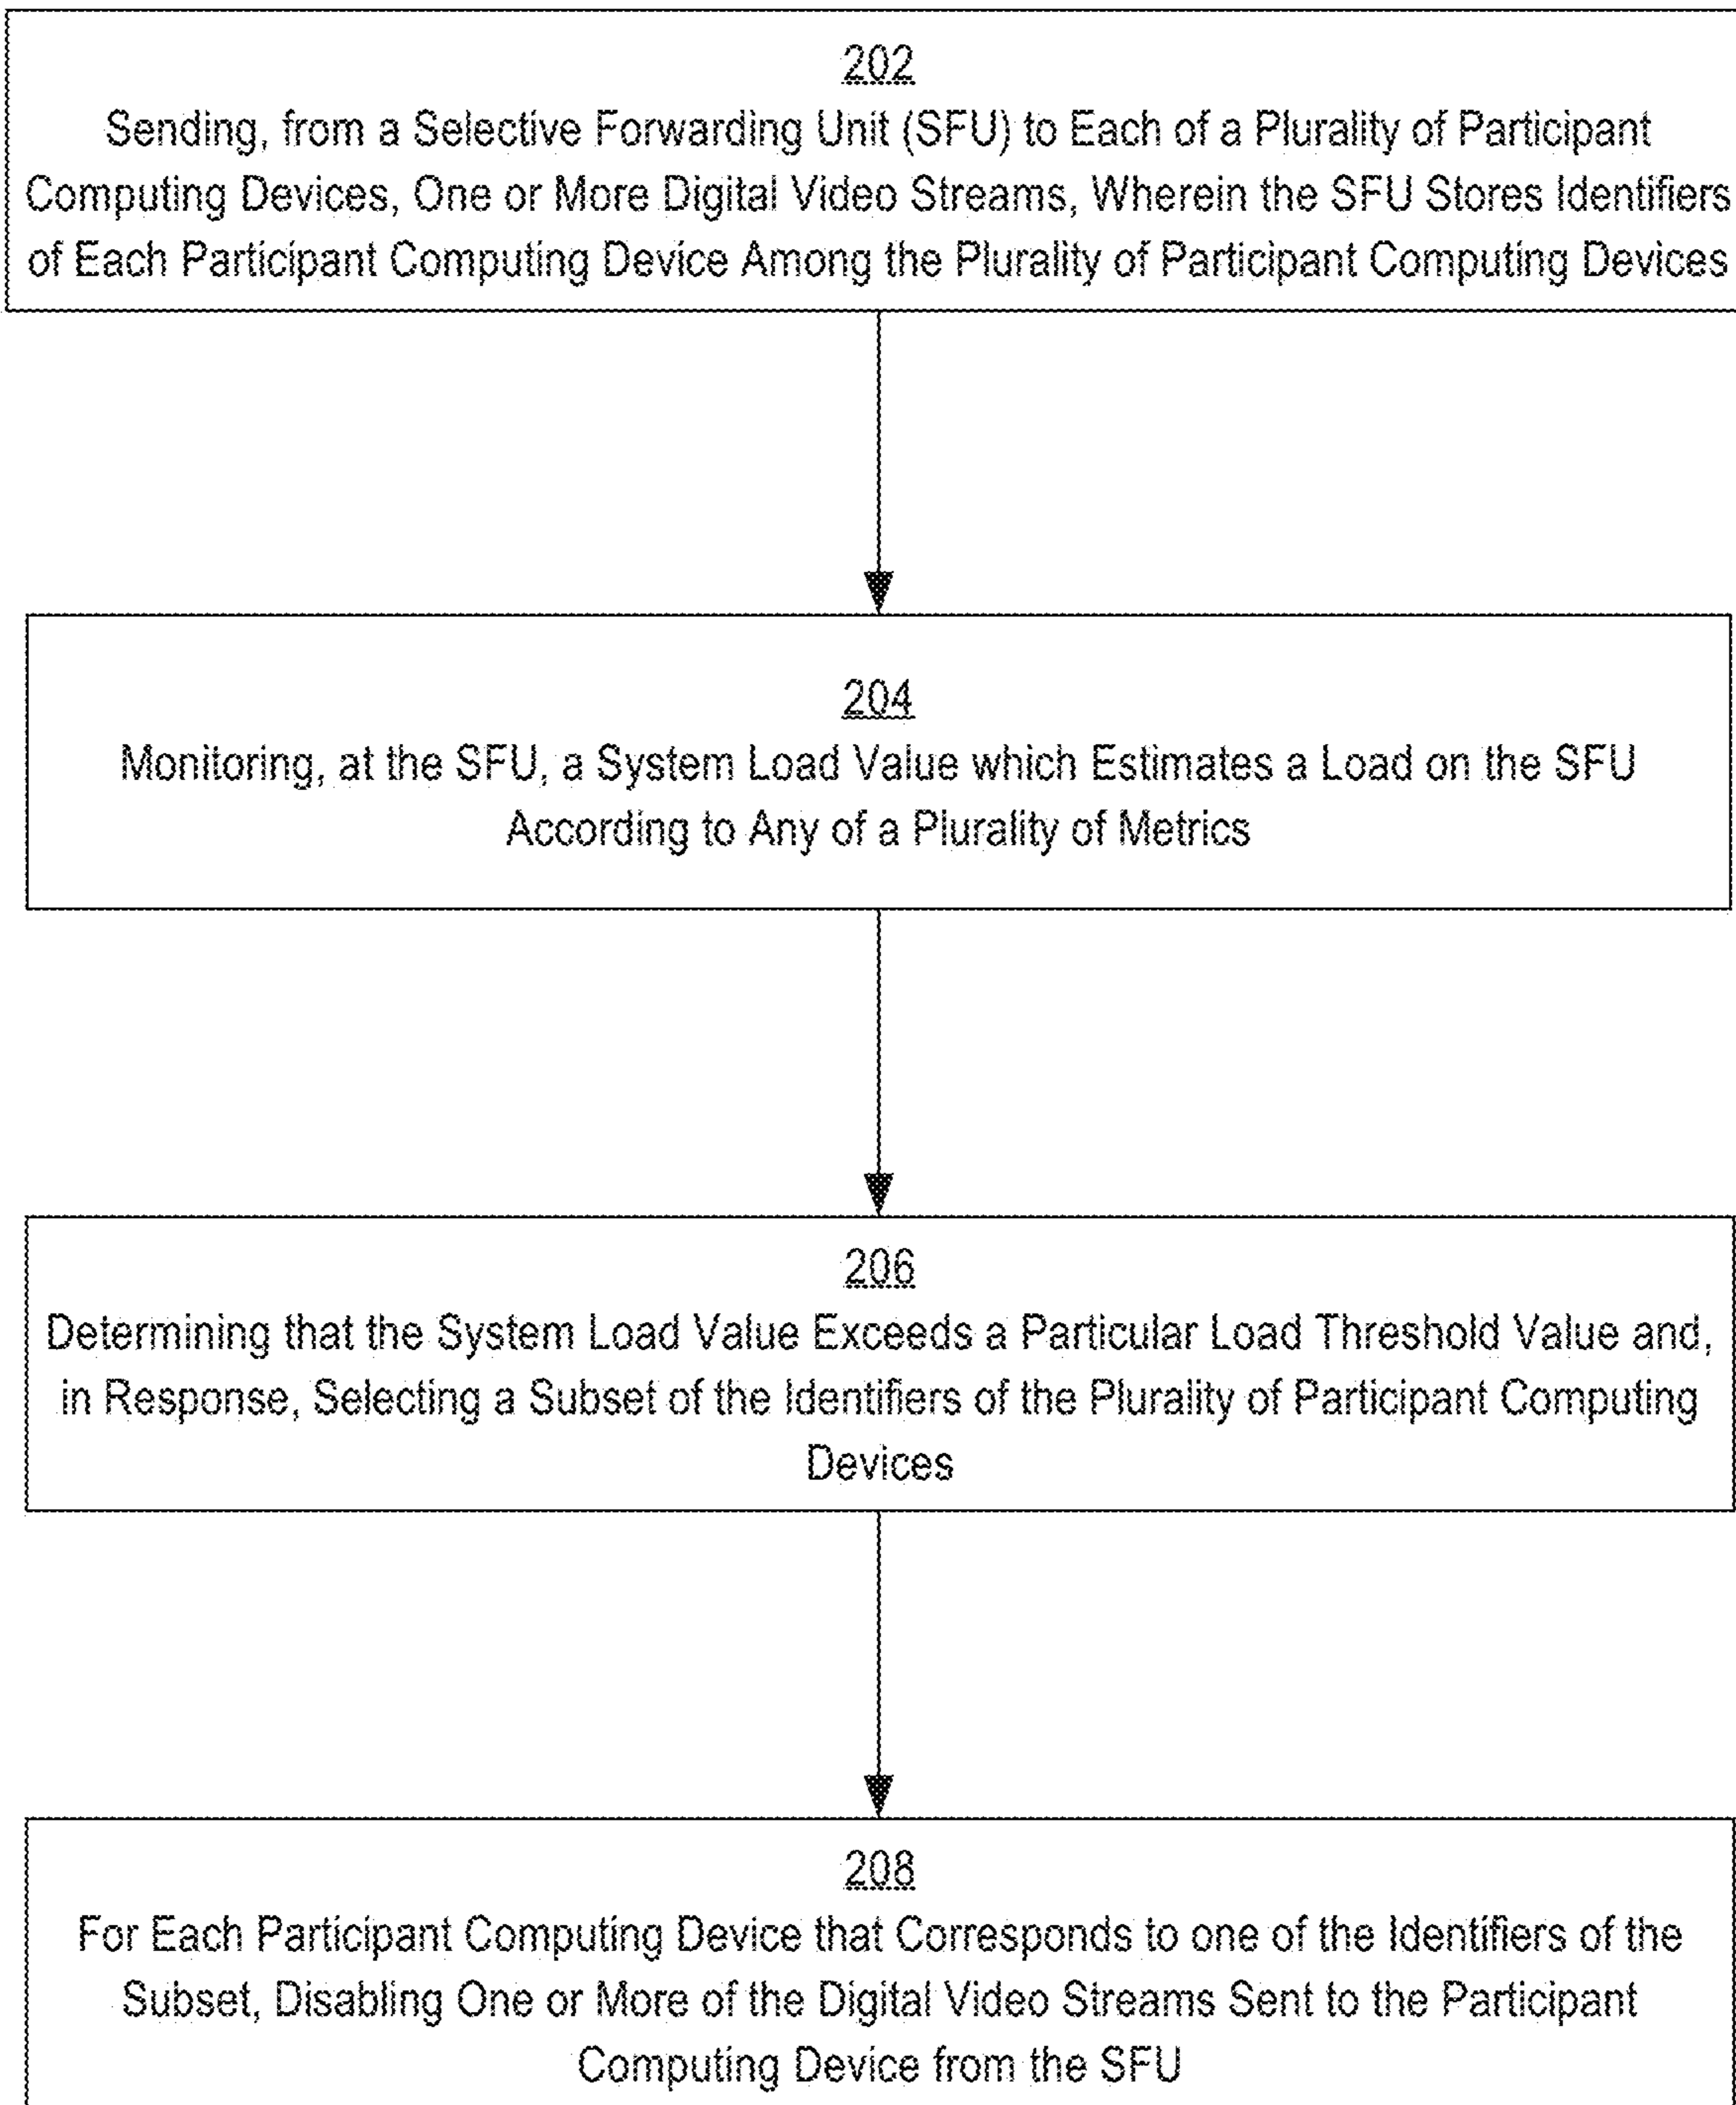 202
Sending, from a Selective Forwarding Unit (SFU) to Each of a Plurality of Participant
Computing Devices, One or More Digital Video Streams, Wherein the SFU Stores Identifiers
of Each Participant Computing Device Among the Plurality of Participant Computing Devices
204
Monitoring, at the SFU, a System Load Value which Estimates a Load on the SFU
According to Any of a Plurality of Metrics
206
Determining that the System Load Value Exceeds a Particular Load Threshold Value and,
in Response, Selecting a Subset of the Identifiers of the Plurality of Participant Computing
Devices
208
For Each Participant Computing Device that Corresponds to one of the Identifiers of the
Subset, Disabling One or More of the Digital Video Streams Sent to the Participant
Computing Device from the SFU